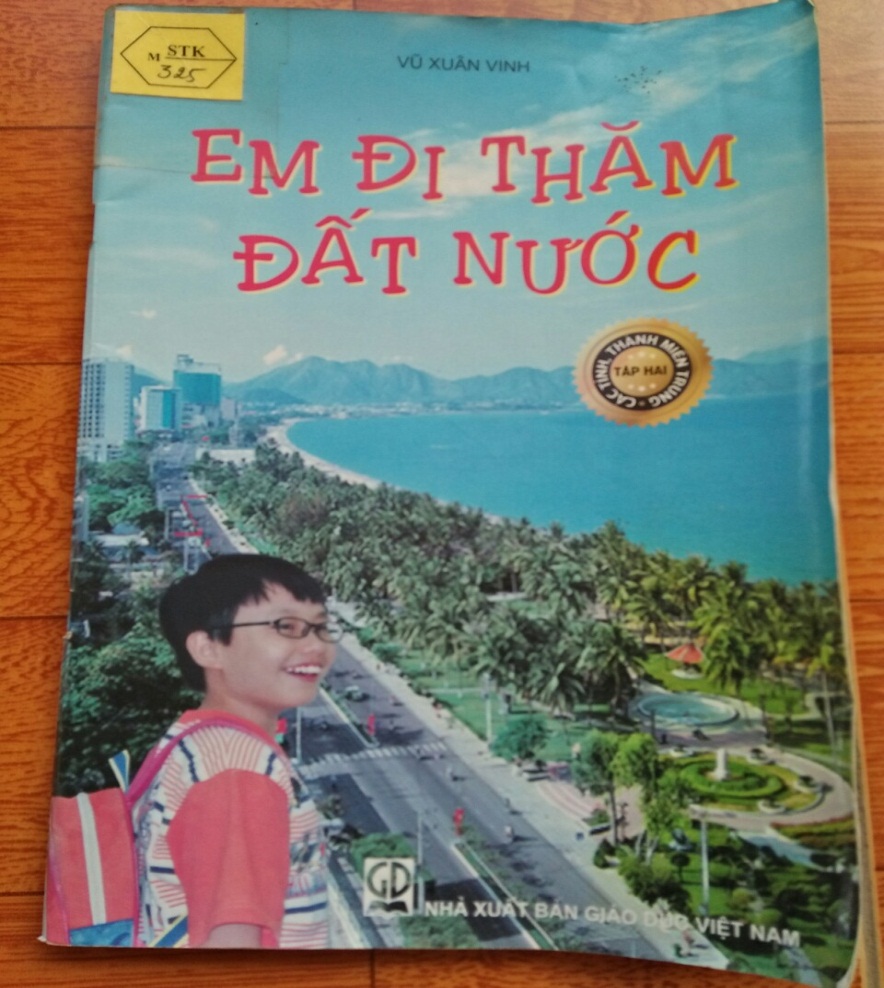 STK
M
325
VŨ XUÂN VINH
EM ĐI THĂM
ĐẤT NƯỚC
CÁC TỈNH, THÀNH MIỀN TRUNG
TẬP HAI
GD
NHÀ XUẤT BẢN GIÁO DỤC VIỆT NAM